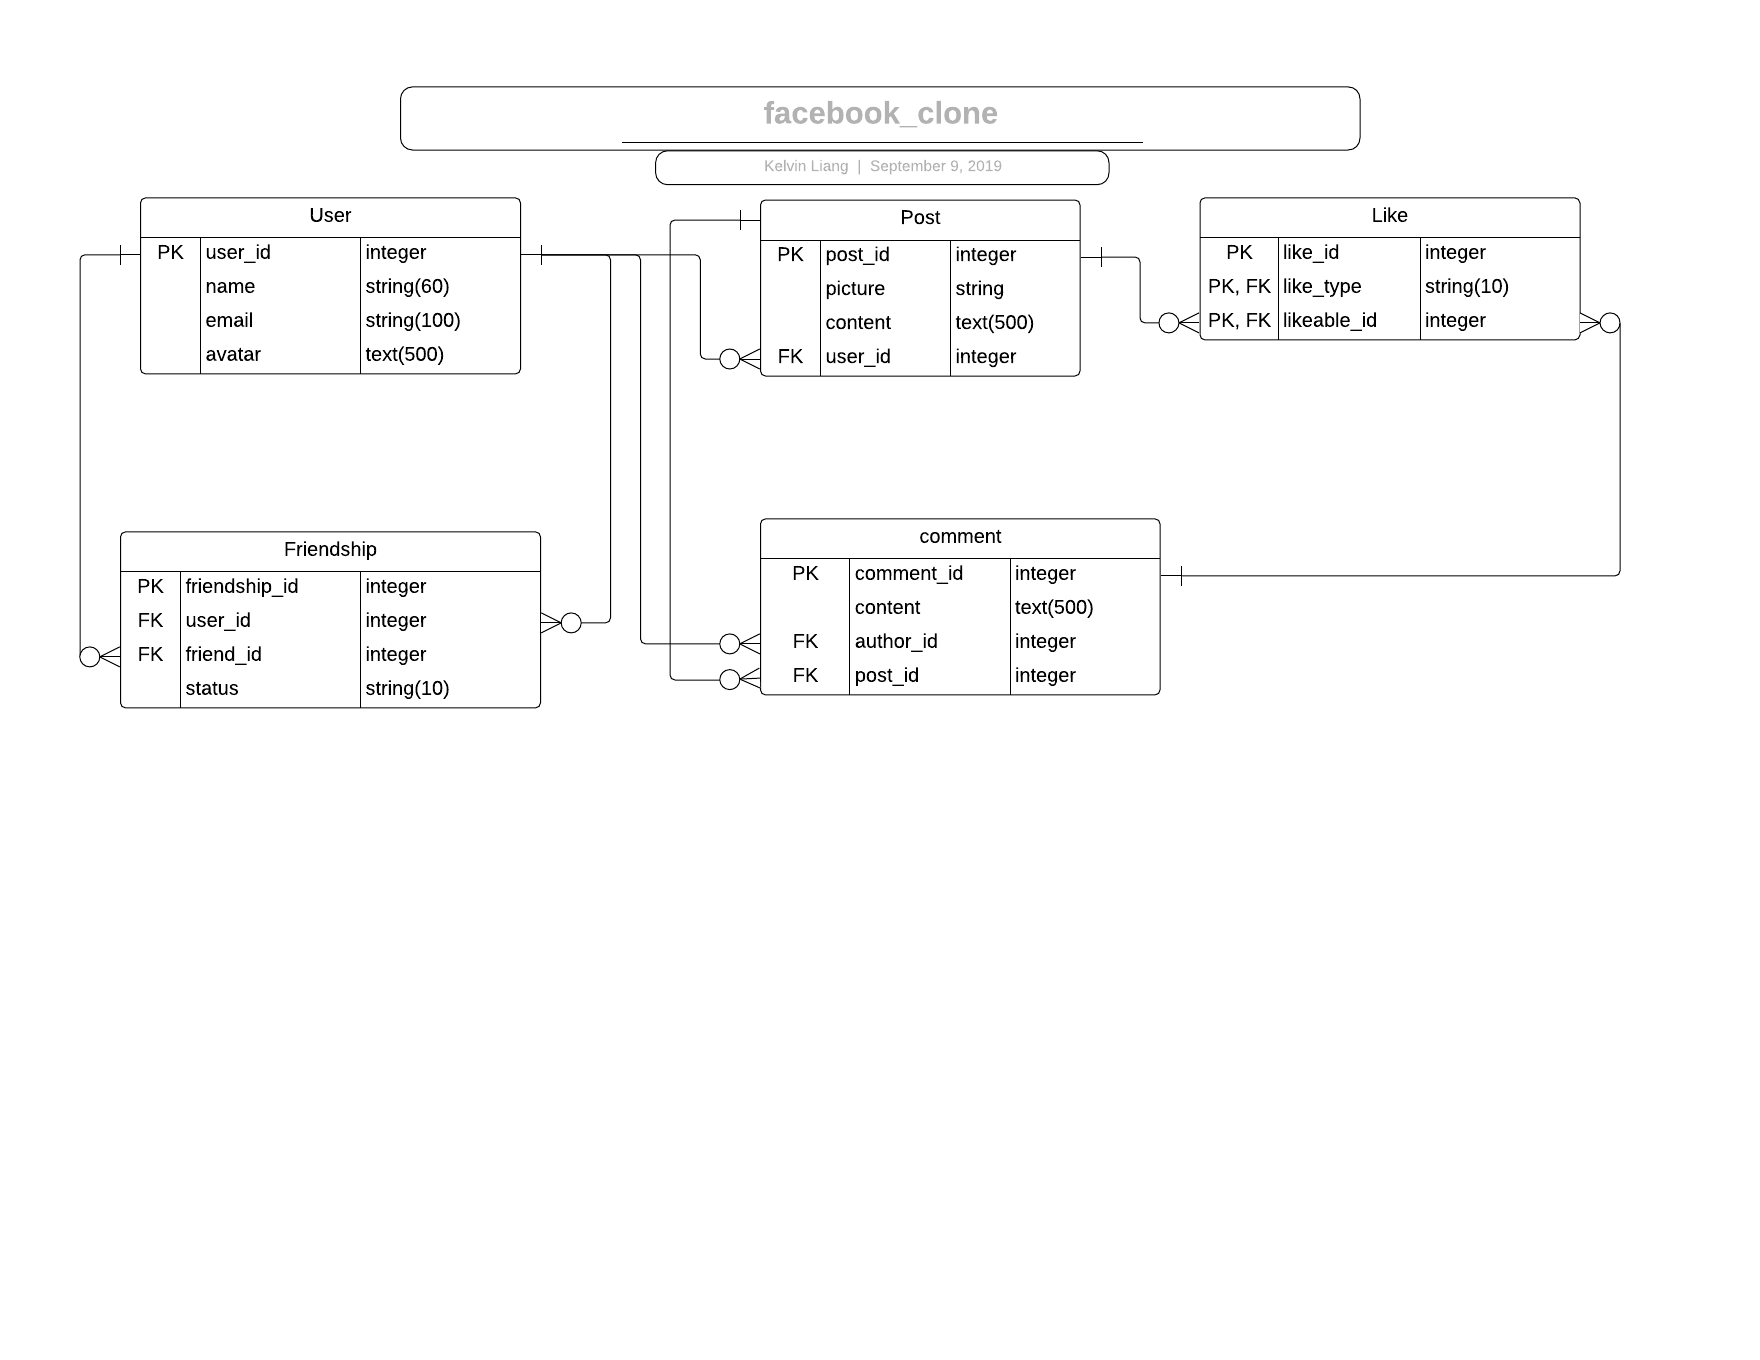 facebook_clone
Kelvin Liang | September 9, 2019
User
PK user_id integer
name string(60)
email string(100)
avatar text(500)
Post
PK post_id integer
picture string
content text(500)
FK user_id integer
Like
PK like_id integer
PK, FK like_type string(10)
PK, FK likeable_id integer
Friendship
PK friendship_id integer
FK user_id integer
FK friend_id integer
status string(10)
comment
PK comment_id integer
content text(500)
FK author_id integer
FK post_id integer